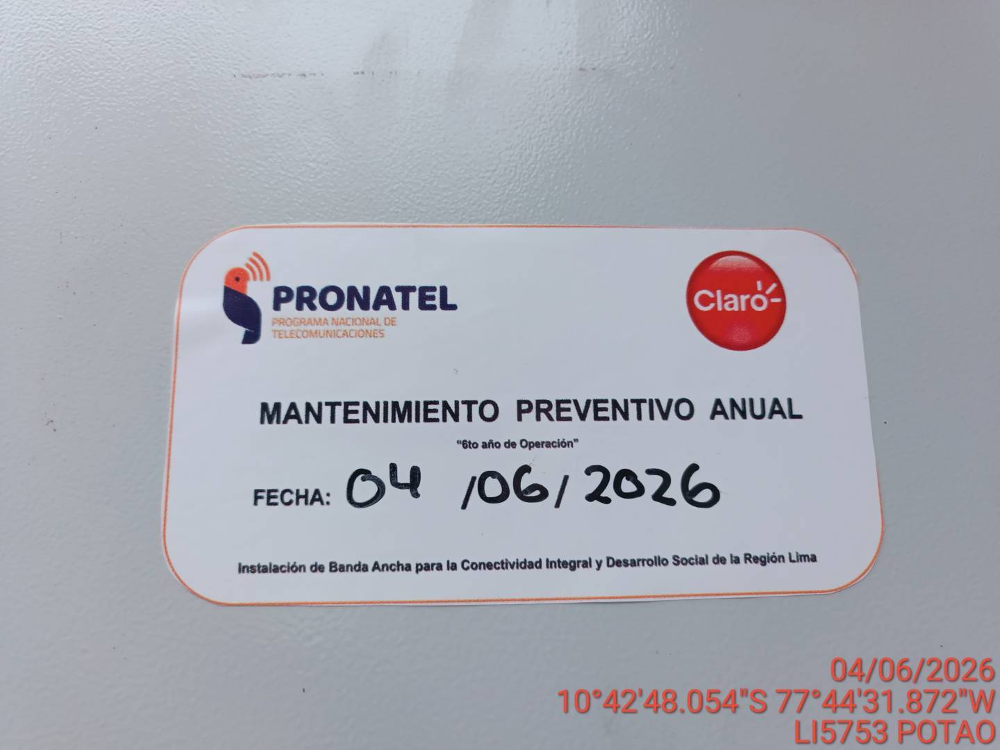 PRONATEL
PROGRAMA NACIONAL DE
TELECOMUNICACIONES
Claro
MANTENIMIENTO PREVENTIVO ANUAL
"6to año de Operación"
FECHA: 04 /06/2026
Instalación de Banda Ancha para la Conectividad Integral y Desarrollo Social de la Región Lima
04/06/2026
10°42'48.054"S 77°44'31.872"W
LI5753 POTAO